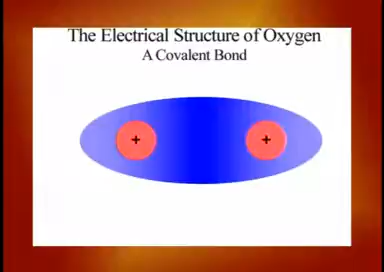 The Electrical Structure of Oxygen
A Covalent Bond
+ +